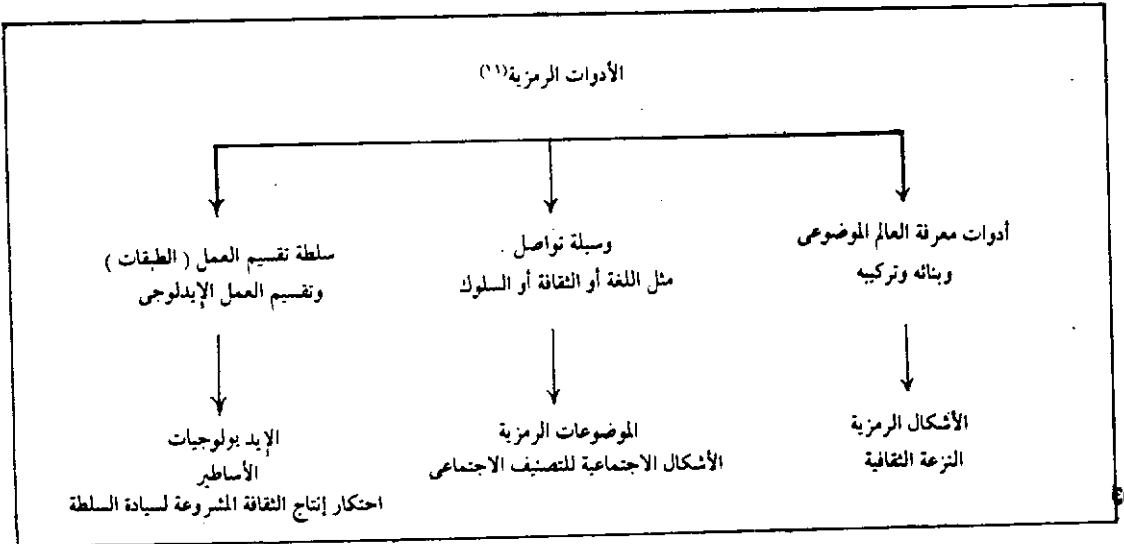 الأدوات الرمزية(١١)
أدوات معرفة العالم الموضوعى
وبنائه وتركيبه
وسيلة تواصل
مثل اللغة أو الثقافة أو السلوك
سلطة تقسيم العمل ( الطبقات )
وتقسيم العمل الإيدلوجى
الأشكال الرمزية
النزعة الثقافية
الموضوعات الرمزية
الأشكال الاجتماعية للتصنيف الاجتماعى
الإيديولوجيات
الأساطير
احتكار إنتاج الثقافة المشروعة لسيادة السلطة